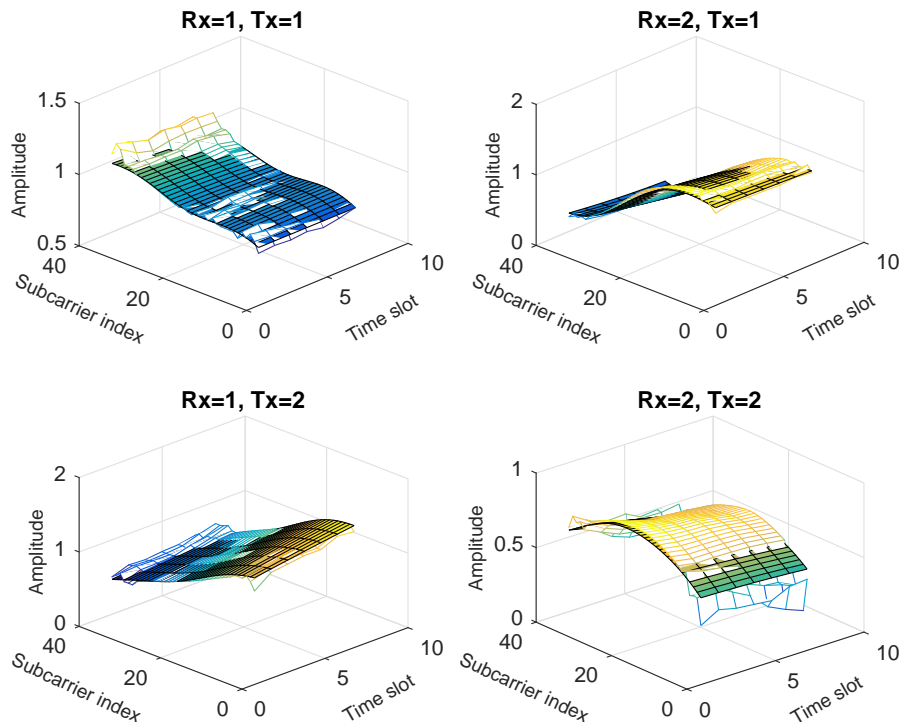 Rx=1, Tx=1
1.5
1
0.5
Amplitude
40
20
0
Subcarrier index
0
5
10
Time slot
Rx=2, Tx=1
2
1
0
Amplitude
40
20
0
Subcarrier index
0
5
10
Time slot
Rx=1, Tx=2
2
1
0
Amplitude
40
20
0
Subcarrier index
0
5
10
Time slot
Rx=2, Tx=2
1
0.5
0
Amplitude
40
20
0
Subcarrier index
0
5
10
Time slot